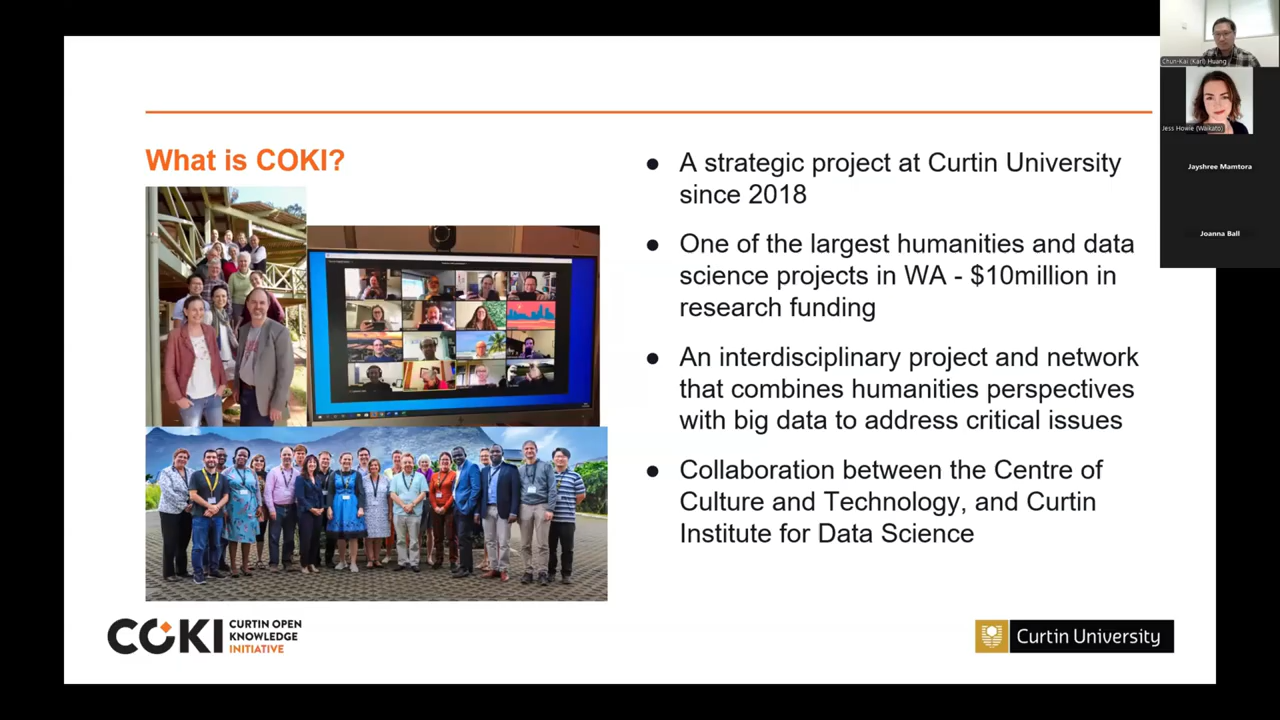 What is COKI?
● A strategic project at Curtin University
since 2018
● One of the largest humanities and data
science projects in WA - $10million in
research funding
● An interdisciplinary project and network
that combines humanities perspectives
with big data to address critical issues
● Collaboration between the Centre of
Culture and Technology, and Curtin
Institute for Data Science
COKI
CURTIN OPEN
KNOWLEDGE
INITIATIVE
Curtin University
Chun-Kai (Karl) Huang
Jess Howie (Waikato)
Jayshree Mamtora
Joanna Ball